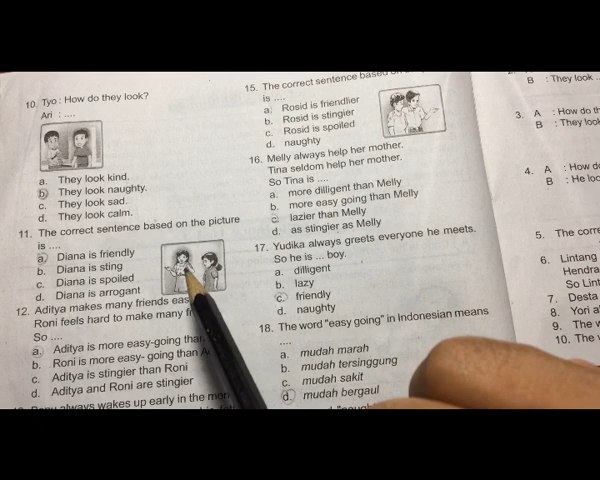 10. Tyo : How do they look?
Ari : ....
a. They look kind.
b. They look naughty.
c. They look sad.
d. They look calm.
11. The correct sentence based on the picture
is ....
a. Diana is friendly
b. Diana is sting
c. Diana is spoiled
d. Diana is arrogant
12. Aditya makes many friends
Roni feels hard to make many
So ....
a. Aditya is more easy-going
b. Roni is more easy- going than
c. Aditya is stingier than Roni
d. Aditya and Roni are stingier
always wakes up early in the
15. The correct sentence based
is ....
a. Rosid is friendlier
b. Rosid is stingier
c. Rosid is spoiled
d. naughty
16. Melly always help her mother.
Tina seldom help her mother.
So Tina is ....
a. more dilligent than Melly
b. more easy going than Melly
c. lazier than Melly
d. as stingier as Melly
17. Yudika always greets everyone he meets.
So he is ... boy.
a. dilligent
b. lazy
c. friendly
d. naughty
18. The word "easy going" in Indonesian means
....
a. mudah marah
b. mudah tersinggung
c. mudah sakit
d. mudah bergaul
B : They look
3. A : How do
B : They look
4. A : How do
B : He
5. The
6. Lintang
Hendra
So
7. Desta
8. Yori
9. The
10. The